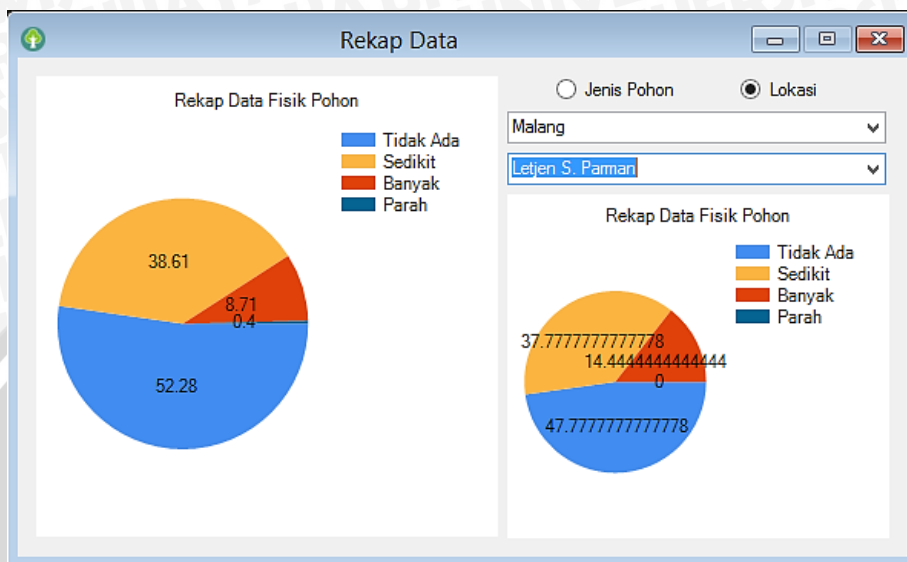 Rekap Data
Rekap Data Fisik Pohon
Tidak Ada
Sedikit
Banyak
Parah
38.61
8.71
0.4
52.28
Jenis Pohon
Lokasi
Malang
Letjen S. Parman
Rekap Data Fisik Pohon
Tidak Ada
Sedikit
Banyak
Parah
37.7777777777778
14.4444444444444
0
47.7777777777778